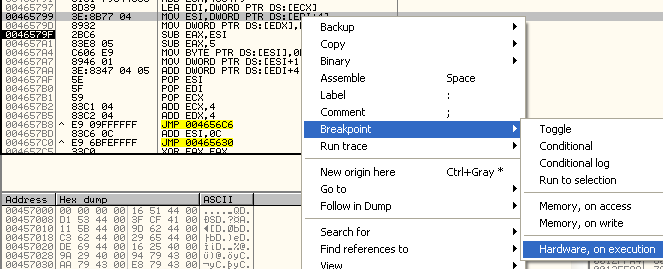 00465797 8D39 LEA EDI,DWORD PTR DS:[ECX]
00465799 3E:8B77 04 MOV ESI,DWORD PTR DS:[EDI+4]
0046579D 8932 MOV DWORD PTR DS:[EDX],
0046579F 2BC6 SUB EAX,ESI
004657A1 83E8 05 SUB EAX,5
004657A4 C606 E9 MOV BYTE PTR DS:[ESI],0
004657A7 8946 01 MOV DWORD PTR DS:[ESI+1
004657AA 3E:8347 04 05 ADD DWORD PTR DS:[EDI+
004657AF 5E POP ESI
004657B0 5F POP EDI
004657B1 59 POP ECX
004657B2 83C1 04 ADD ECX,4
004657B5 83C2 04 ADD EDX,4
004657B8 ^ E9 09FFFFFF JMP 004656C6
004657BD 83C6 0C ADD ESI,0C
004657C0 ^ E9 6BFEFFFF JMP 00465630
004657C5 33C0 XOR EAX,EAX
Backup
Copy
Binary
Assemble Space
Label :
Comment ;
Breakpoint
Run trace
New origin here Ctrl+Gray *
Go to
Follow in Dump
Search for
Find references to
View
Toggle
Conditional
Conditional log
Run to selection
Memory, on access
Memory, on write
Hardware, on execution
Address Hex dump ASCII
00457000 00 00 00 00 16 51 44 00 .....QD.
00457008 D1 53 44 00 3F CF 41 00
00457010 11 5B 44 00 9D 62 44 00
00457018 C3 62 44 00 29 65 44 00
00457020 DE 69 44 00 16 25 40 00
00457028 9A 29 40 00 94 79 43 00
00457030 AA 79 43 00 E8 79 43 00